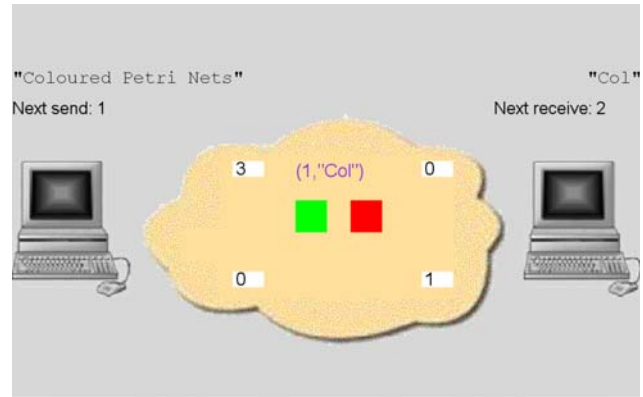 "Coloured Petri Nets"
"Col"
Next send: 1
Next receive: 2
3
(1,"Col")
0
0
1